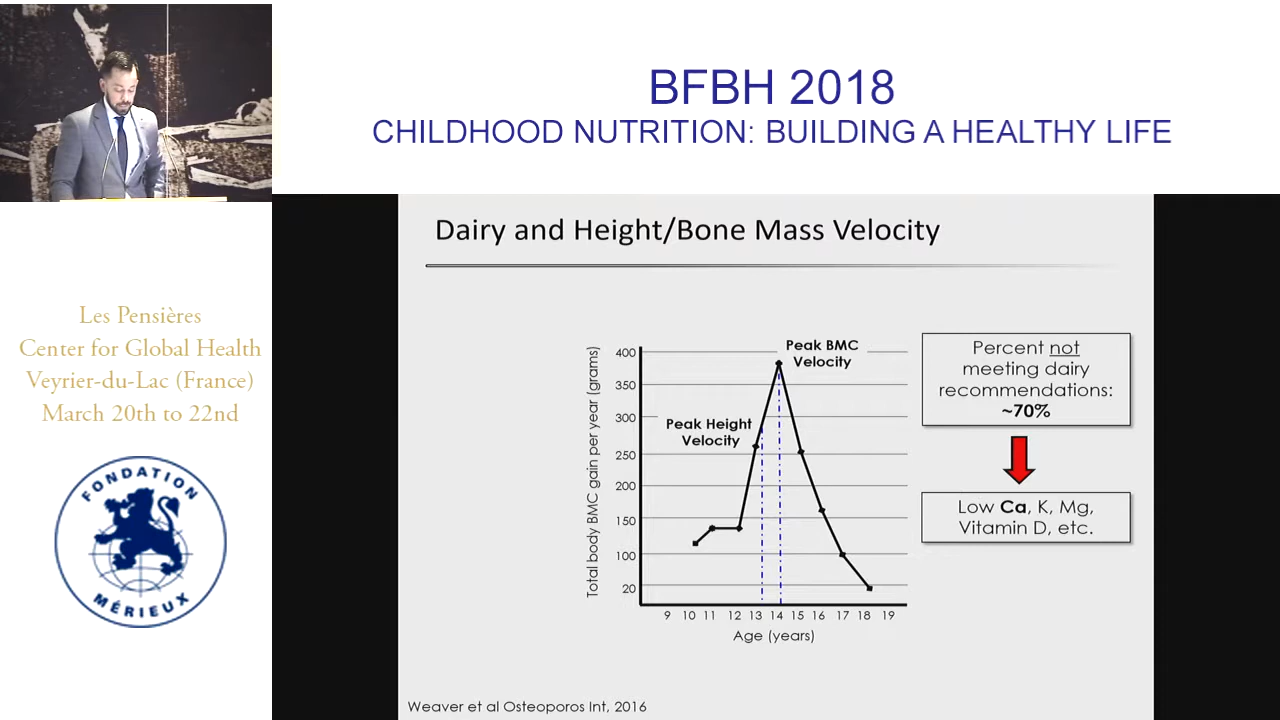 BFBH 2018
CHILDHOOD NUTRITION: BUILDING A HEALTHY LIFE
Les Pensières
Center for Global Health
Veyrier-du-Lac (France)
March 20th to 22nd
FONDATION
MÉRIEUX
Dairy and Height/Bone Mass Velocity
Total body BMC gain per year (grams)
400
350
300
250
200
150
100
20
Peak BMC
Velocity
Peak Height
Velocity
9 10 11 12 13 14 15 16 17 18 19
Age (years)
Percent not
meeting dairy
recommendations:
~70%
Low Ca, K, Mg,
Vitamin D, etc.
Weaver et al Osteoporos Int, 2016